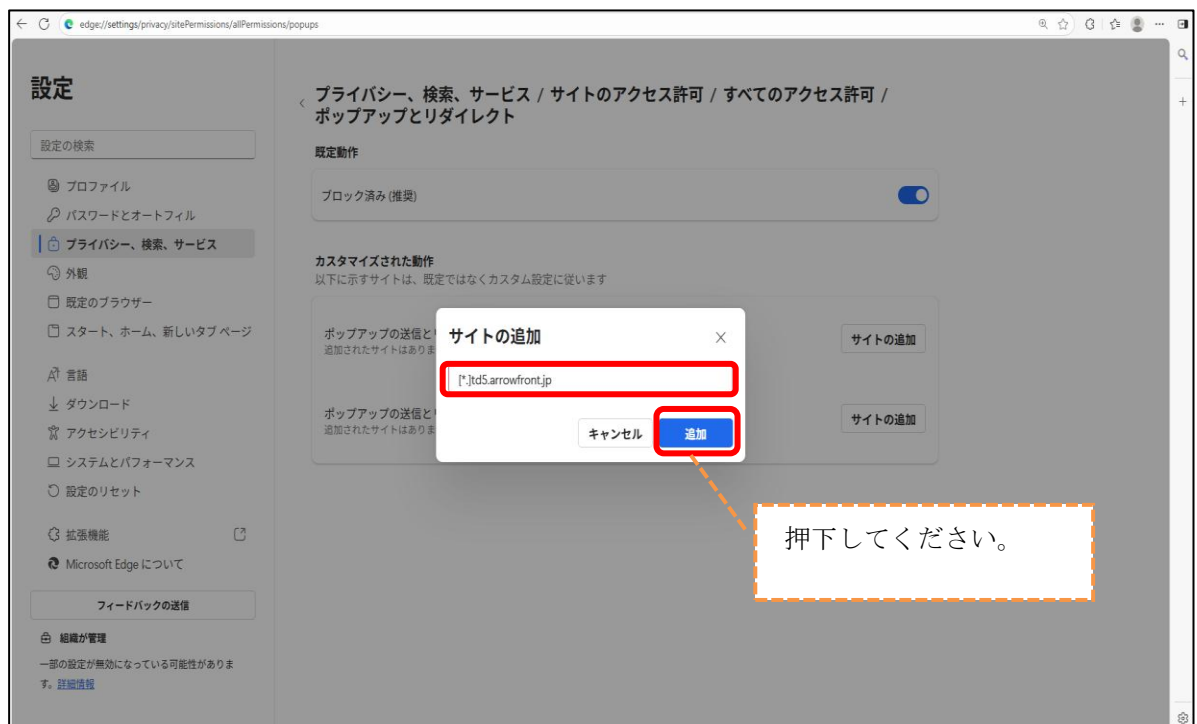 edge://settings/privacy/sitePermissions/allPermissions/popups
設定
設定の検索
プロファイル
パスワードとオートフィル
プライバシー、検索、サービス
外観
既定のブラウザー
スタート、ホーム、新しいタブ ページ
言語
ダウンロード
アクセシビリティ
システムとパフォーマンス
設定のリセット
拡張機能
Microsoft Edge について
フィードバックの送信
組織が管理
一部の設定が無効になっている可能性がありま
す。詳細情報
プライバシー、検索、サービス / サイトのアクセス許可 / すべてのアクセス許可 /
ポップアップとリダイレクト
既定動作
ブロック済み (推奨)
カスタマイズされた動作
以下に示すサイトは、既定ではなくカスタム設定に従います
ポップアップの送信と
追加されたサイトはありま
サイトの追加
ポップアップの送信と
追加されたサイトはありま
サイトの追加
サイトの追加
[*.]td5.arrowfront.jp
キャンセル
追加
押下してください。